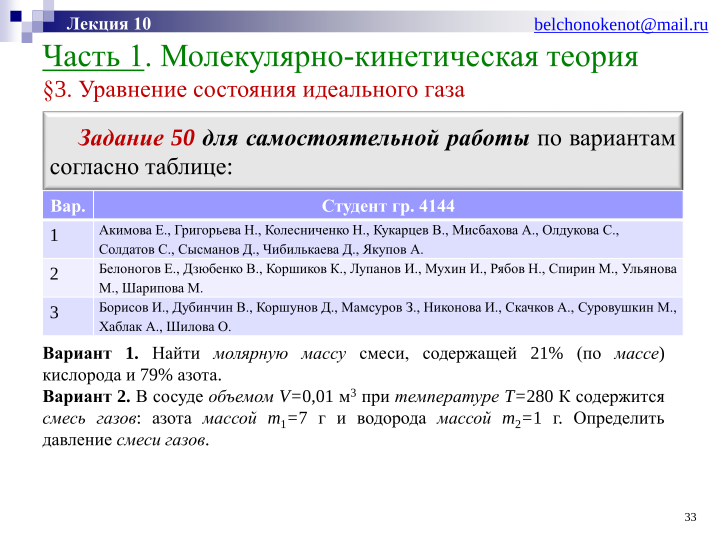 Лекция 10
belchonokenot@mail.ru
Часть 1. Молекулярно-кинетическая теория
§3. Уравнение состояния идеального газа
Задание 50 для самостоятельной работы по вариантам
согласно таблице:
Вар. Студент гр. 4144
1 Акимова Е., Григорьева Н., Колесниченко Н., Кукарцев В., Мисбахова А., Олдукова С.,
Солдатов С., Сысманов Д., Чибилькаева Д., Якупов А.
2 Белоногов Е., Дзюбенко В., Коршиков К., Лупанов И., Мухин И., Рябов Н., Спирин М., Ульянова
М., Шарипова М.
3 Борисов И., Дубинчин В., Коршунов Д., Мамсуров З., Никонова И., Скачков А., Суровушкин М.,
Хаблак А., Шилова О.
Вариант 1. Найти молярную массу смеси, содержащей 21% (по массе)
кислорода и 79% азота.
Вариант 2. В сосуде объемом V=0,01 м³ при температуре T=280 К содержится
смесь газов: азота массой m₁=7 г и водорода массой m₂=1 г. Определить
давление смеси газов.
33